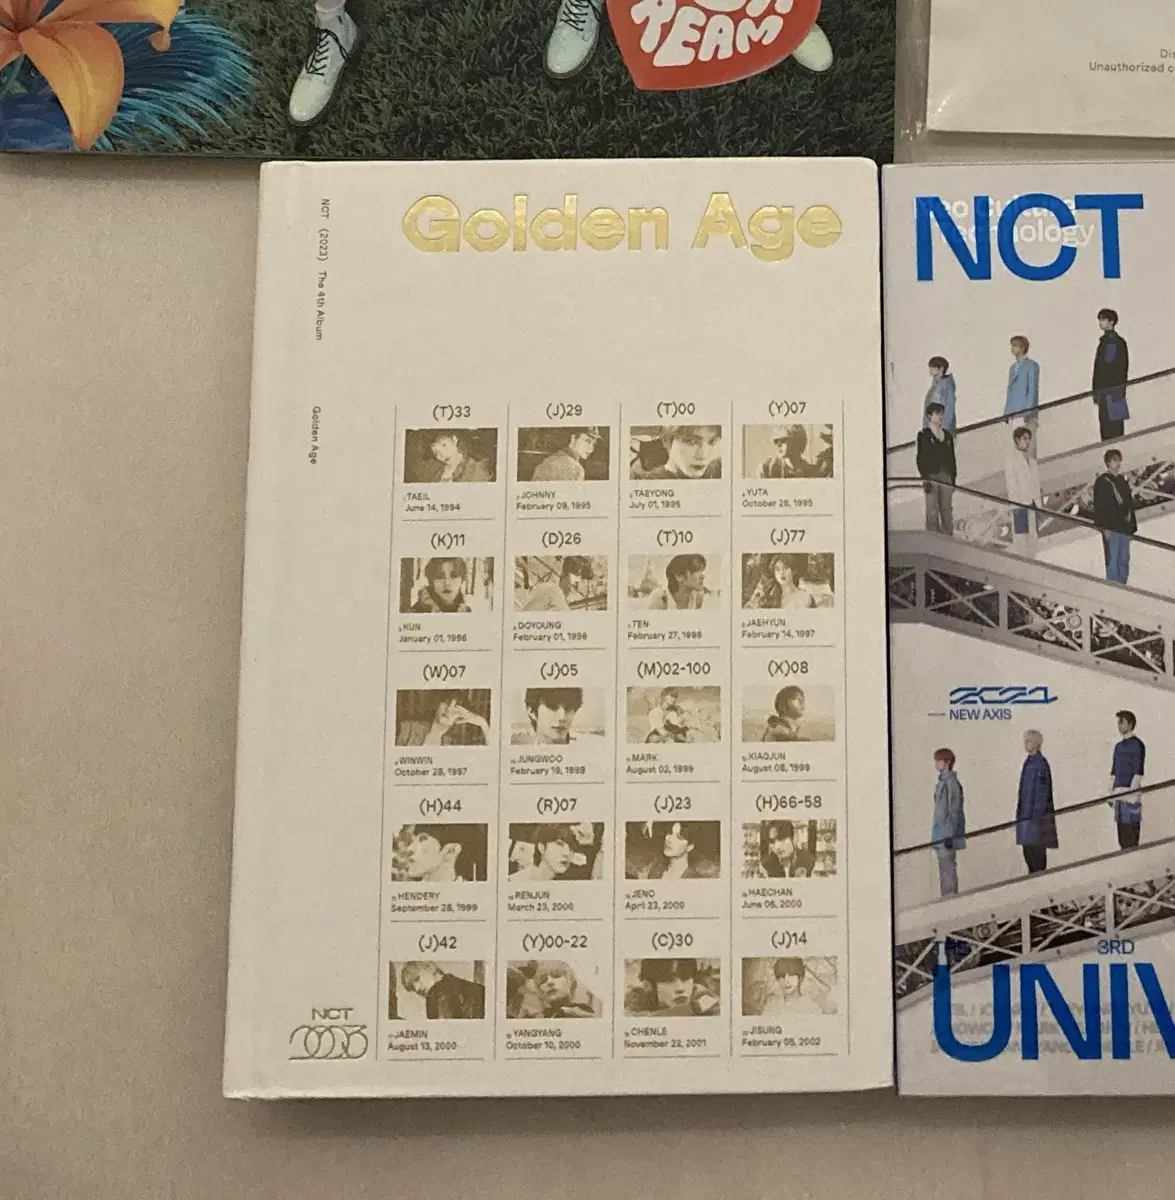 TEAM
Unauthorized
NCT (2023) The 4th Album
Golden Age
Golden Age
(T)33
TAEIL
June 14, 1994
(J)29
JOHNNY
February 09, 1995
(T)00
TAEYONG
July 01, 1995
(Y)07
YUTA
October 26, 1995
(K)11
KUN
January 01, 1996
(D)26
DOYOUNG
February 01, 1996
(T)10
TEN
February 27, 1996
(J)77
JAEHYUN
February 14, 1997
(W)07
WINWIN
October 28, 1997
(J)05
JUNGWOO
February 19, 1998
(M)02-100
MARK
August 02, 1999
(X)08
XIAOJUN
August 08, 1999
(H)44
HENDERY
September 28, 1999
(R)07
RENJUN
March 23, 2000
(J)23
JENO
April 23, 2000
(H)66-58
HAECHAN
June 06, 2000
(J)42
JAEMIN
August 13, 2000
(Y)00-22
YANGYANG
October 10, 2000
(C)30
CHENLE
November 22, 2001
(J)14
JISUNG
February 05, 2002
NCT
2023
Neo Culture
Technology
NCT
2021
NEW AXIS
THE 3RD
UNIV